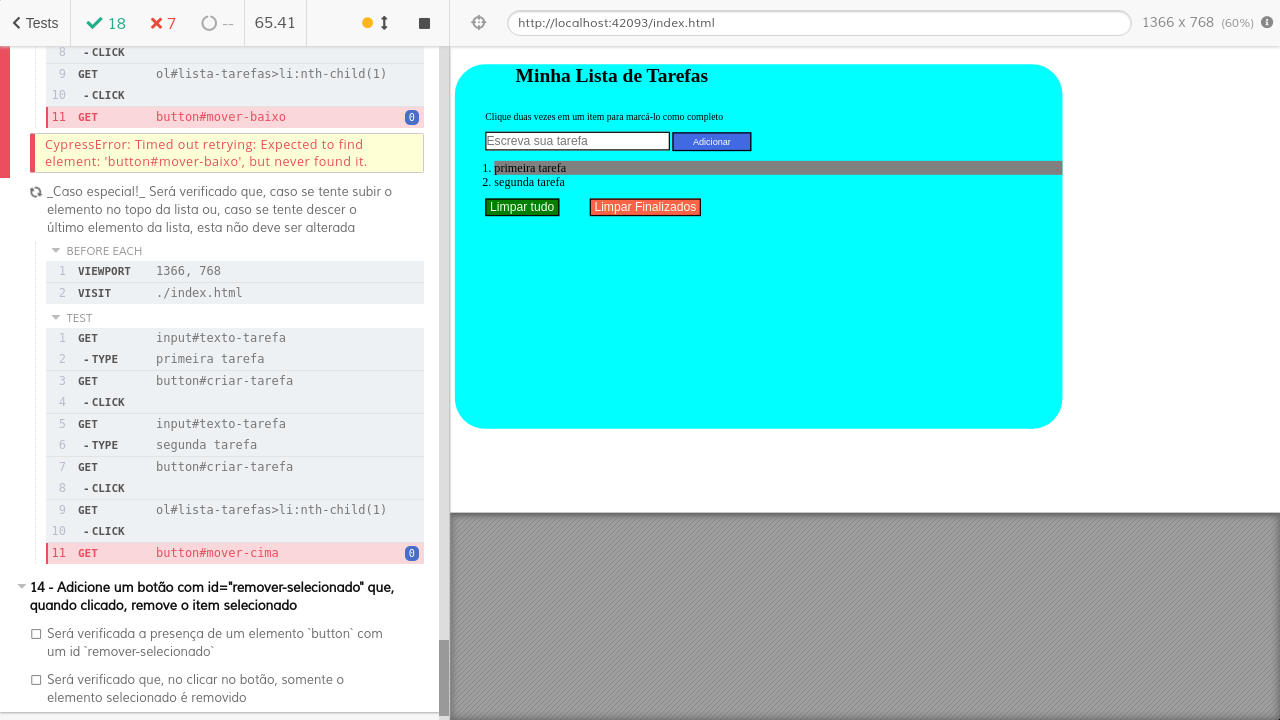 Tests 18 7 -- 65.41 http://localhost:42093/index.html 1366 x 768 (60%)
8 - CLICK
9 GET ol#lista-tarefas>li:nth-child(1)
10 - CLICK
11 GET button#mover-baixo 0
CypressError: Timed out retrying: Expected to find
element: 'button#mover-baixo', but never found it.
_Caso especial!_ Será verificado que, caso se tente subir o
elemento no topo da lista ou, caso se tente descer o
último elemento da lista, esta não deve ser alterada
BEFORE EACH
1 VIEWPORT 1366, 768
2 VISIT ./index.html
TEST
1 GET input#texto-tarefa
2 - TYPE primeira tarefa
3 GET button#criar-tarefa
4 - CLICK
5 GET input#texto-tarefa
6 - TYPE segunda tarefa
7 GET button#criar-tarefa
8 - CLICK
9 GET ol#lista-tarefas>li:nth-child(1)
10 - CLICK
11 GET button#mover-cima 0
14 - Adicione um botão com id="remover-selecionado" que,
quando clicado, remove o item selecionado
Será verificada a presença de um elemento `button` com
um id `remover-selecionado`
Será verificado que, no clicar no botão, somente o
elemento selecionado é removido
Minha Lista de Tarefas
Clique duas vezes em um item para marcá-lo como completo
Escreva sua tarefa Adicionar
1. primeira tarefa
2. segunda tarefa
Limpar tudo Limpar Finalizados